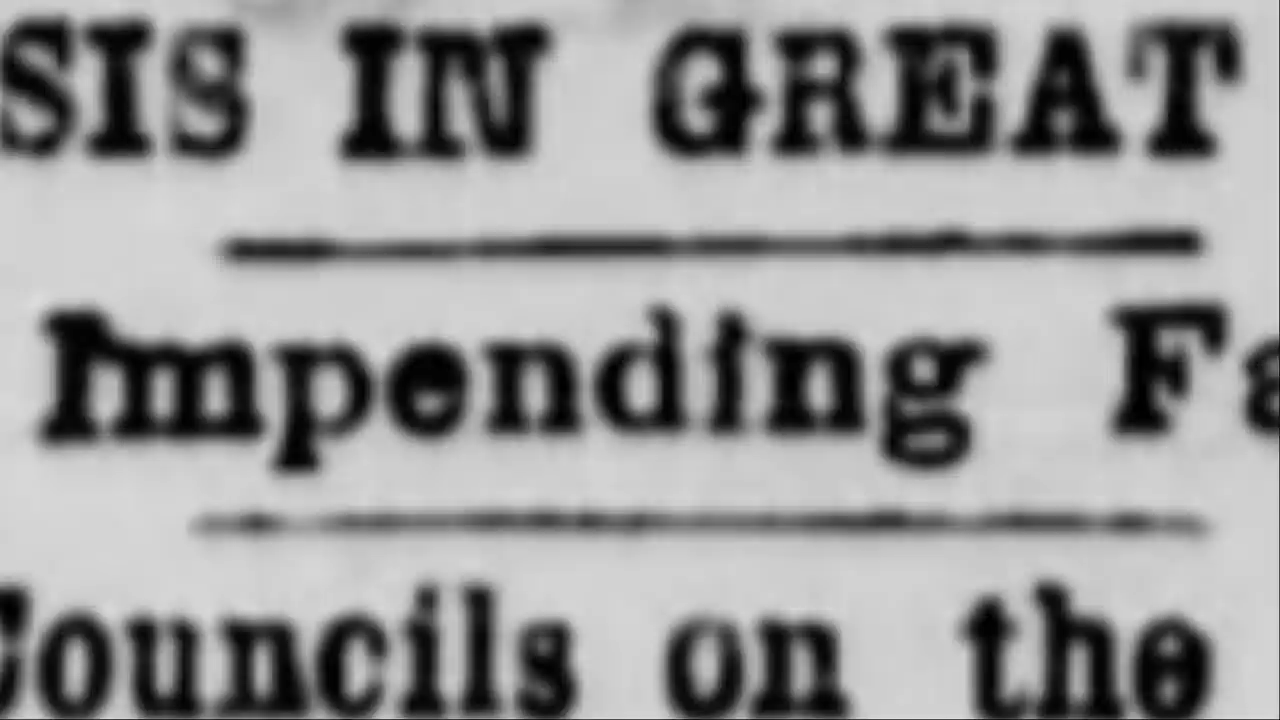 SIS IN GREAT
Impending Fa
Councils on the